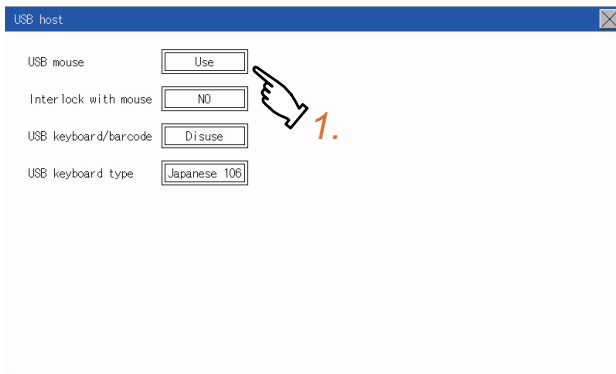 USB host
USB mouse Use
Interlock with mouse NO
USB keyboard/barcode Disuse
USB keyboard type Japanese 106
1.